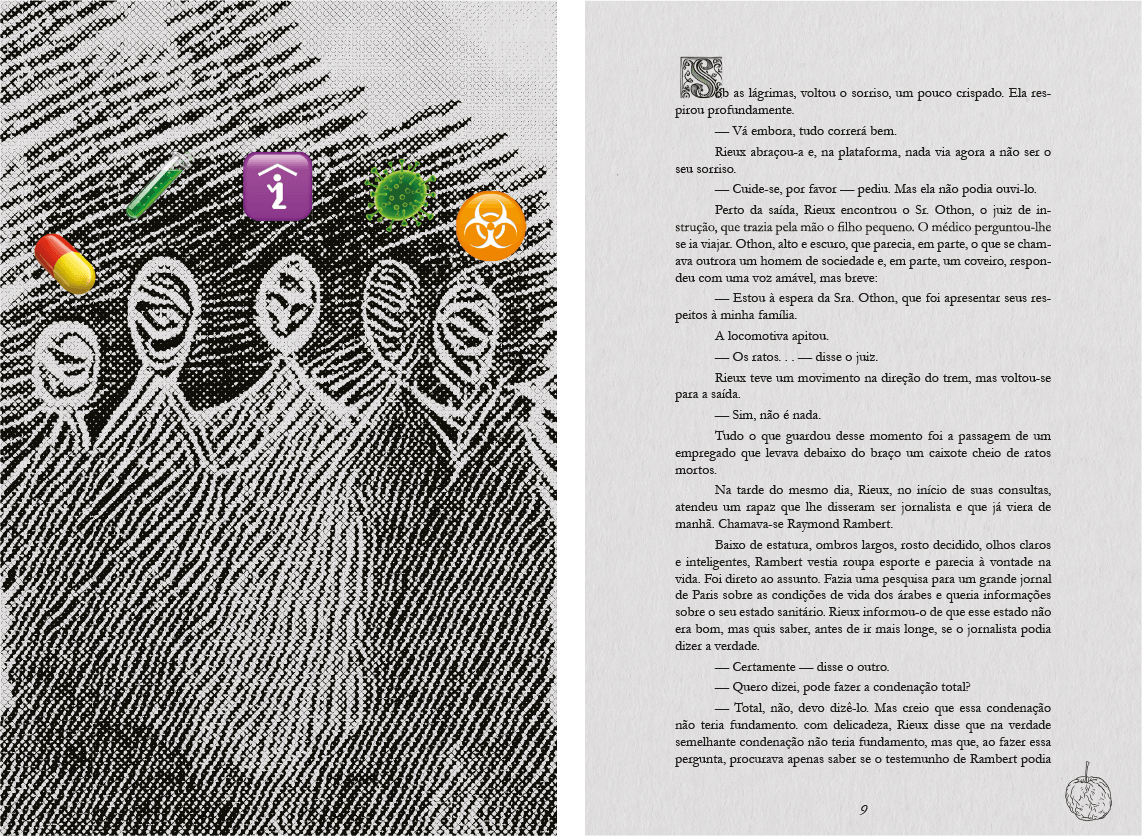 Sob as lágrimas, voltou o sorriso, um pouco crispado. Ela res-
pirou profundamente.
— Vá embora, tudo correrá bem.
Rieux abraçou-a e, na plataforma, nada via agora a não ser o
seu sorriso.
— Cuide-se, por favor — pediu. Mas ela não podia ouvi-lo.
Perto da saída, Rieux encontrou o Sr. Othon, o juiz de in-
strução, que trazia pela mão o filho pequeno. O médico perguntou-lhe
se ia viajar. Othon, alto e escuro, que parecia, em parte, o que se cham-
ava outrora um homem de sociedade e, em parte, um coveiro, respon-
deu com uma voz amável, mas breve:
— Estou à espera da Sra. Othon, que foi apresentar seus res-
peitos à minha família.
A locomotiva apitou.
— Os ratos. . . — disse o juiz.
Rieux teve um movimento na direção do trem, mas voltou-se
para a saída.
— Sim, não é nada.
Tudo o que guardou desse momento foi a passagem de um
empregado que levava debaixo do braço um caixote cheio de ratos
mortos.
Na tarde do mesmo dia, Rieux, no início de suas consultas,
atendeu um rapaz que lhe disseram ser jornalista e que já viera de
manhã. Chamava-se Raymond Rambert.
Baixo de estatura, ombros largos, rosto decidido, olhos claros
e inteligentes, Rambert vestia roupa esporte e parecia à vontade na
vida. Foi direto ao assunto. Fazia uma pesquisa para um grande jornal
de Paris sobre as condições de vida dos árabes e queria informações
sobre o seu estado sanitário. Rieux informou-o de que esse estado não
era bom, mas quis saber, antes de ir mais longe, se o jornalista podia
dizer a verdade.
— Certamente — disse o outro.
— Quero dizei, pode fazer a condenação total?
— Total, não, devo dizê-lo. Mas creio que essa condenação
não teria fundamento. com delicadeza, Rieux disse que na verdade
semelhante condenação não teria fundamento, mas que, ao fazer essa
pergunta, procurava apenas saber se o testemunho de Rambert podia
9